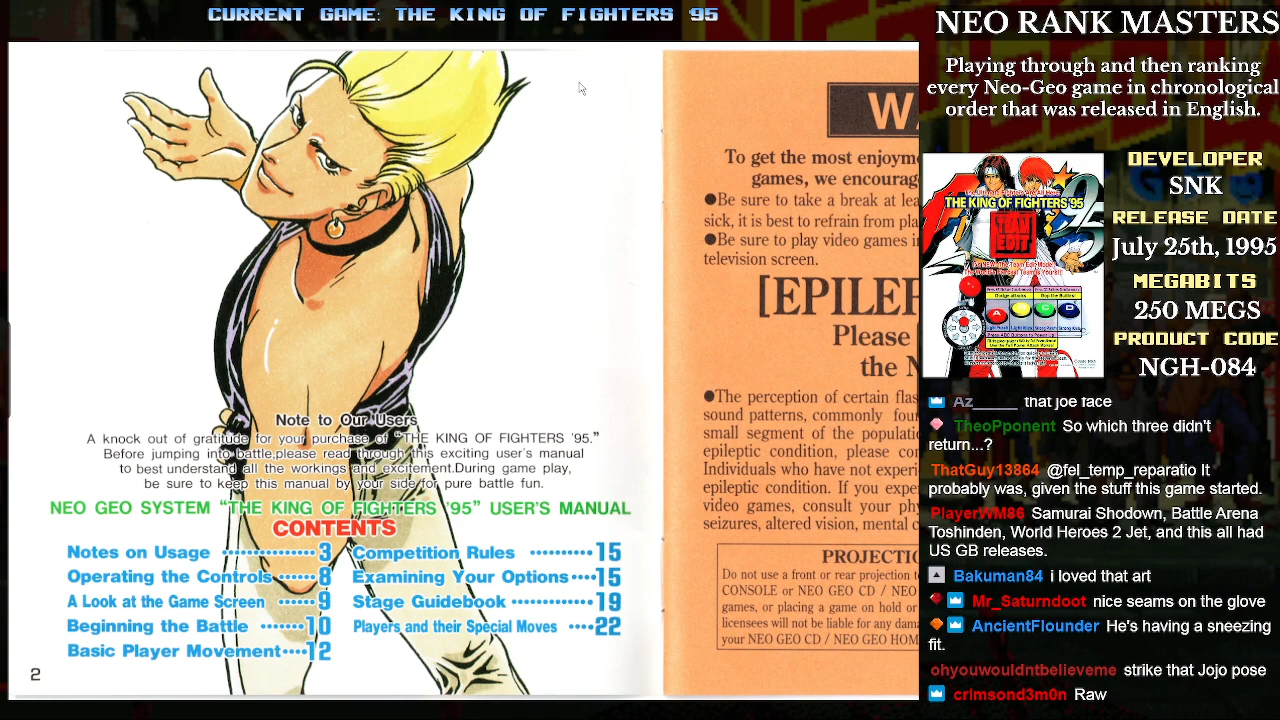 CURRENT GAME: THE KING OF FIGHTERS 95
Note to Our Users
A knock out of gratitude for your purchase of "THE KING OF FIGHTERS '95."
Before jumping into battle,please read through this exciting user's manual
to best understand all the workings and excitement.During game play,
be sure to keep this manual by your side for pure battle fun.
NEO GEO SYSTEM "THE KING OF FIGHTERS '95" USER'S MANUAL
CONTENTS
Notes on Usage ············· 3
Operating the Controls ······ 8
A Look at the Game Screen ······ 9
Beginning the Battle ······· 10
Basic Player Movement ···· 12
Competition Rules ·········· 15
Examining Your Options ···· 15
Stage Guidebook ············· 19
Players and their Special Moves ···· 22
2
WA
To get the most enjoyme
games, we encourag
●Be sure to take a break at lea
sick, it is best to refrain from pla
●Be sure to play video games i
television screen.
[EPILEP
Please
the N
●The perception of certain flas
sound patterns, commonly fou
small segment of the populati
epileptic condition, please con
Individuals who have not experi
epileptic condition. If you expe
video games, consult your phy
seizures, altered vision, mental c
PROJECTIO
Do not use a front or rear projection te
CONSOLE or NEO GEO CD / NEO
games, or placing a game on hold or
licensees will not be liable for any dama
your NEO GEO CD / NEO GEO HOM
NEO RANK MASTERS
Playing through and then ranking
every Neo-Geo game in chronological
order that was released in English.
THE KING OF FIGHTERS '95
TEAM
EDIT
A
C
D
DEVELOPER
SNK
RELEASE DATE
July 25th, 1995
MEGABITS
250 MEGS
PRODUCT CODE
NGH-084
Az_____ that joe face
TheoPponent So which three didn't
return...?
ThatGuy13864 @fel_temp_reparatio It
probably was, given the stuff this game started.
PlayerWM86 Samurai Shodown, Battle Arena
Toshinden, World Heroes 2 Jet, and this all had
US GB releases.
Bakuman84 i loved that art
Mr_Saturndoot nice seams on the glove
AncientFlounder He's having a sneezing
fit.
ohyouwouldntbelieveme strike that Jojo pose
cr1msond3m0n Raw